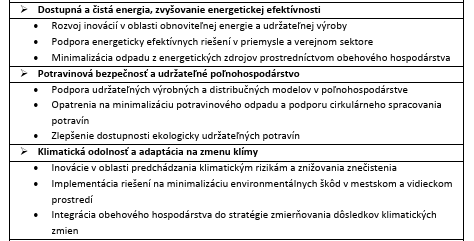 ➢ Dostupná a čistá energia, zvyšovanie energetickej efektívnosti
• Rozvoj inovácií v oblasti obnoviteľnej energie a udržateľnej výroby
• Podpora energeticky efektívnych riešení v priemysle a verejnom sektore
• Minimalizácia odpadu z energetických zdrojov prostredníctvom obehového hospodárstva
➢ Potravinová bezpečnosť a udržateľné poľnohospodárstvo
• Podpora udržateľných výrobných a distribučných modelov v poľnohospodárstve
• Opatrenia na minimalizáciu potravinového odpadu a podporu cirkulárneho spracovania
potravín
• Zlepšenie dostupnosti ekologicky udržateľných potravín
➢ Klimatická odolnosť a adaptácia na zmenu klímy
• Inovácie v oblasti predchádzania klimatickým rizikám a znižovania znečistenia
• Implementácia riešení na minimalizáciu environmentálnych škôd v mestskom a vidieckom
prostredí
• Integrácia obehového hospodárstva do stratégie zmierňovania dôsledkov klimatických
zmien